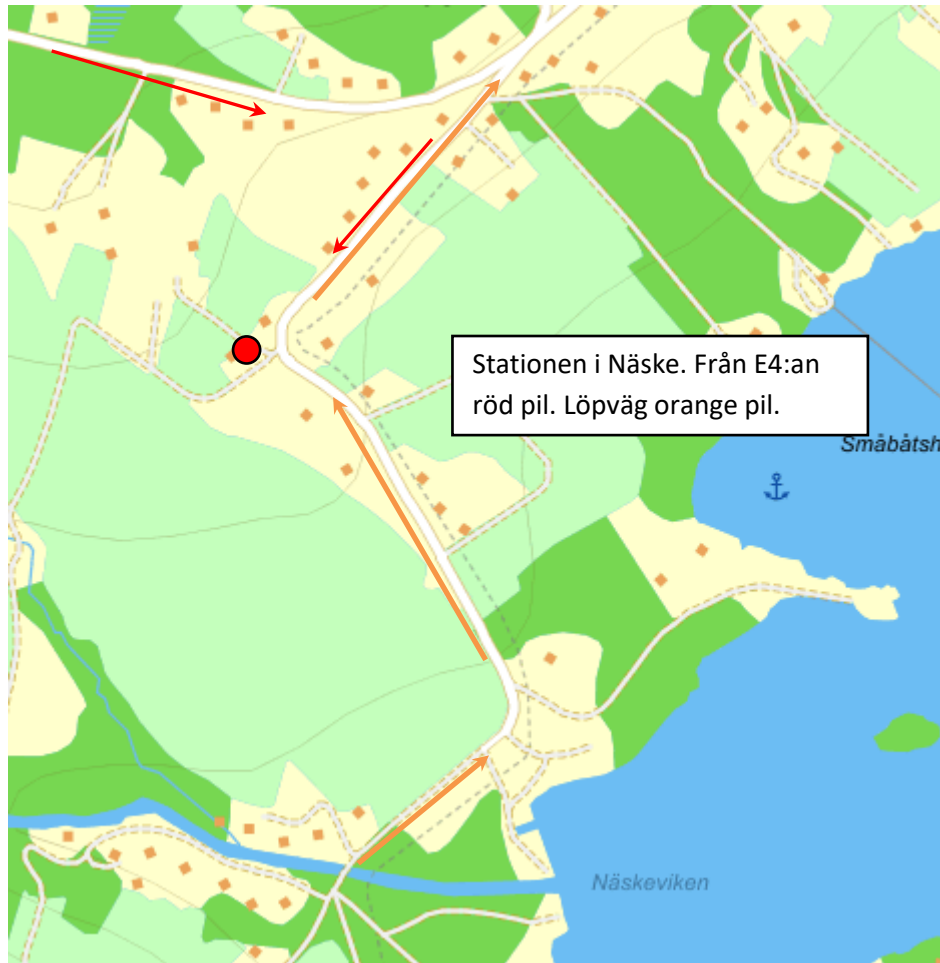 Stationen i Näske. Från E4:an
röd pil. Löpväg orange pil.
Småbåtsh
Näskeviken